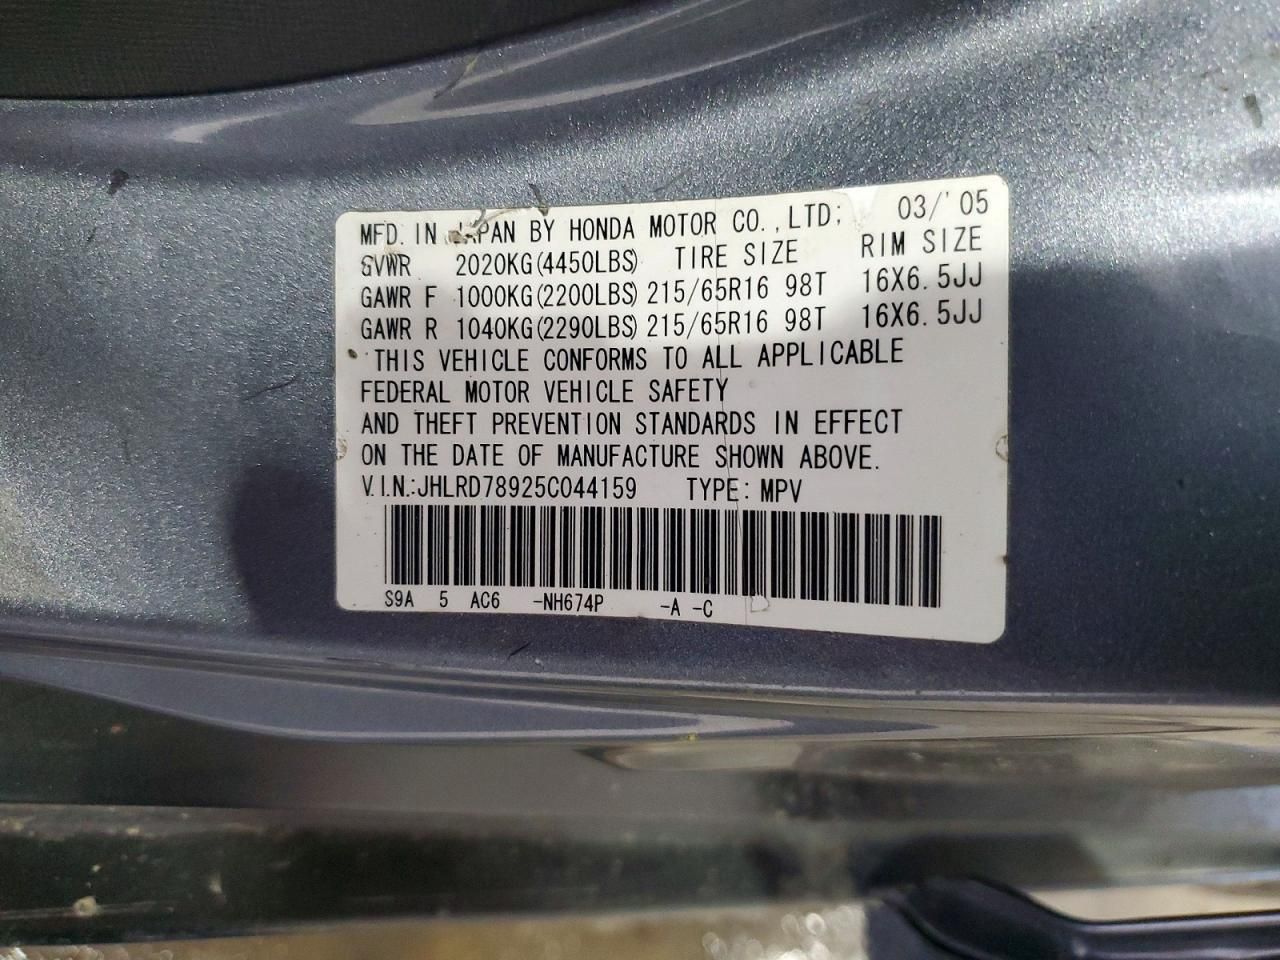 MFD. IN JAPAN BY HONDA MOTOR CO., LTD; 03/'05
GVWR 2020KG(4450LBS) TIRE SIZE RIM SIZE
GAWR F 1000KG(2200LBS) 215/65R16 98T 16X6.5JJ
GAWR R 1040KG(2290LBS) 215/65R16 98T 16X6.5JJ
THIS VEHICLE CONFORMS TO ALL APPLICABLE
FEDERAL MOTOR VEHICLE SAFETY
AND THEFT PREVENTION STANDARDS IN EFFECT
ON THE DATE OF MANUFACTURE SHOWN ABOVE.
V.I.N.:JHLRD78925C044159 TYPE: MPV
S9A 5 AC6 -NH674P -A -C